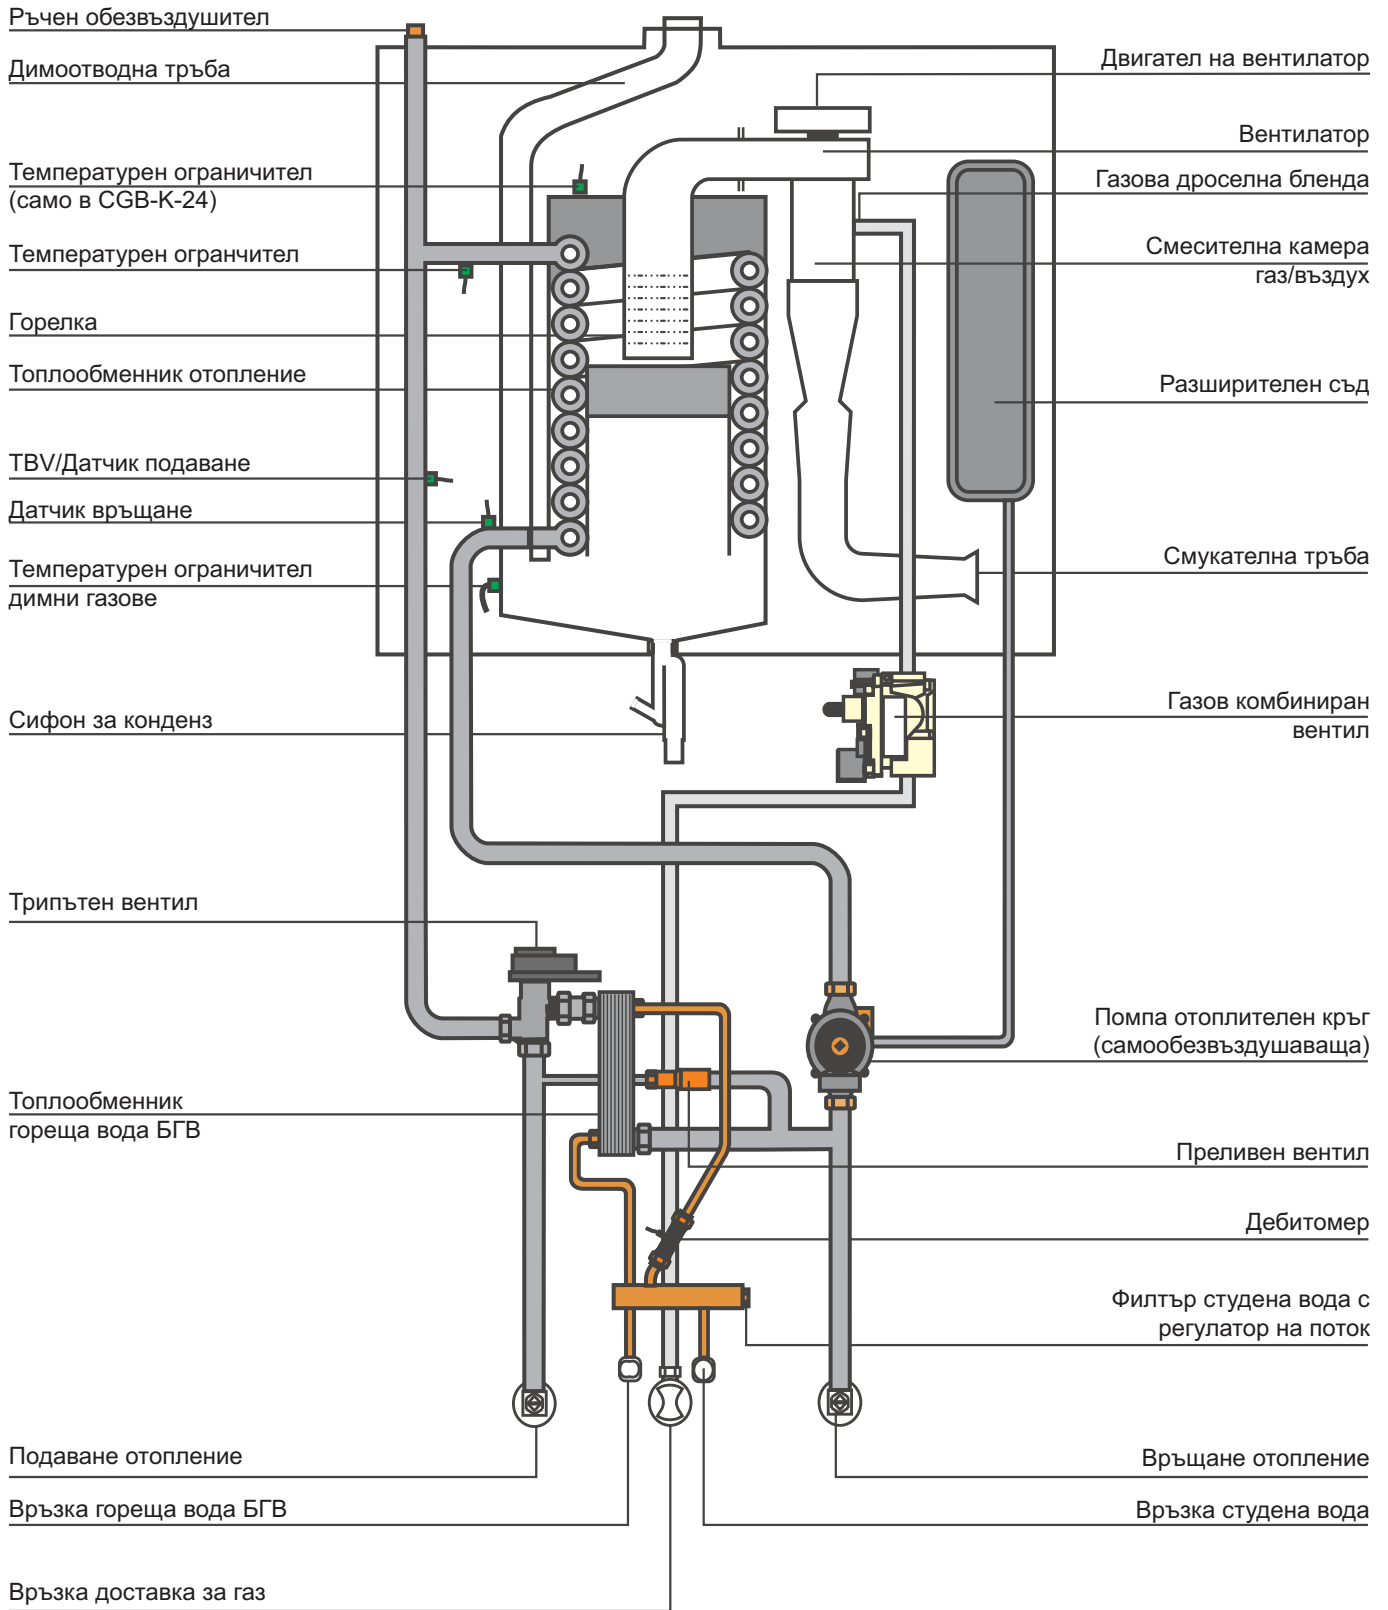 Ръчен обезвъздушител
Димоотводна тръба
Температурен ограничител
(само в CGB-K-24)
Температурен огранчител
Горелка
Топлообменник отопление
TBV/Датчик подаване
Датчик връщане
Температурен ограничител
димни газове
Сифон за конденз
Трипътен вентил
Топлообменник
гореща вода БГВ
Подаване отопление
Връзка гореща вода БГВ
Връзка доставка за газ
Двигател на вентилатор
Вентилатор
Газова дроселна бленда
Смесителна камера
газ/въздух
Разширителен съд
Смукателна тръба
Газов комбиниран
вентил
Помпа отоплителен кръг
(самообезвъздушаваща)
Преливен вентил
Дебитомер
Филтър студена вода с
регулатор на поток
Връщане отопление
Връзка студена вода